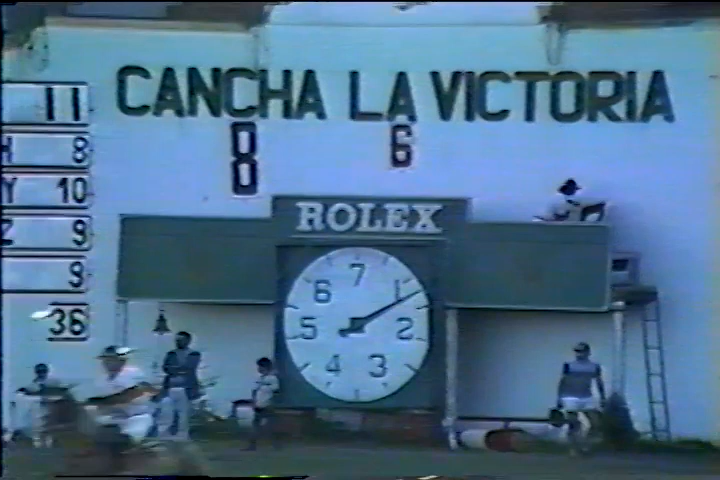 CANCHA LA VICTORIA
8 6
11
H 8
Y 10
Z 9
9
36
ROLEX
7
6 1
5 2
4 3